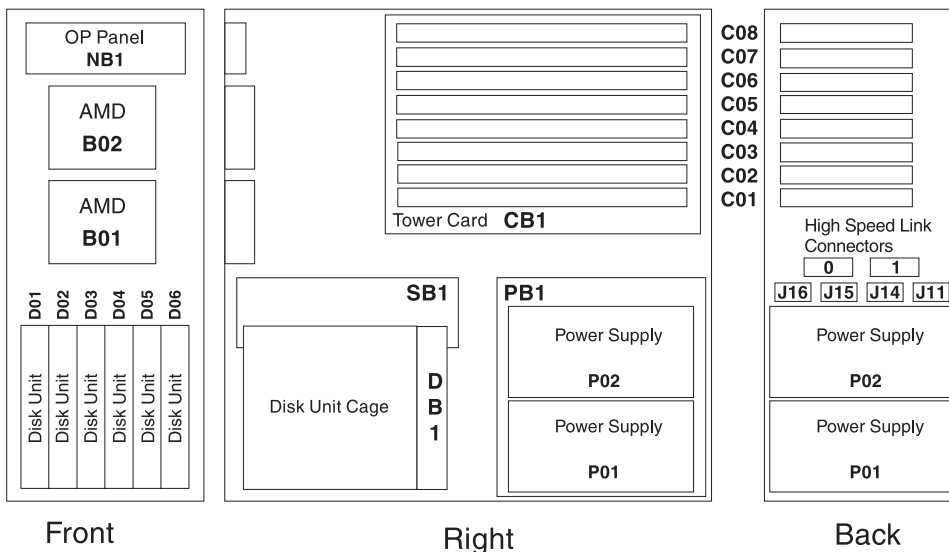 OP Panel
NB1
AMD
B02
AMD
B01
D01
D02
D03
D04
D05
D06
Disk Unit
Disk Unit
Disk Unit
Disk Unit
Disk Unit
Disk Unit
Front
Tower Card CB1
SB1
Disk Unit Cage
DB1
PB1
Power Supply
P02
Power Supply
P01
Right
C08
C07
C06
C05
C04
C03
C02
C01
High Speed Link
Connectors
0 1
J16 J15 J14 J11
Power Supply
P02
Power Supply
P01
Back